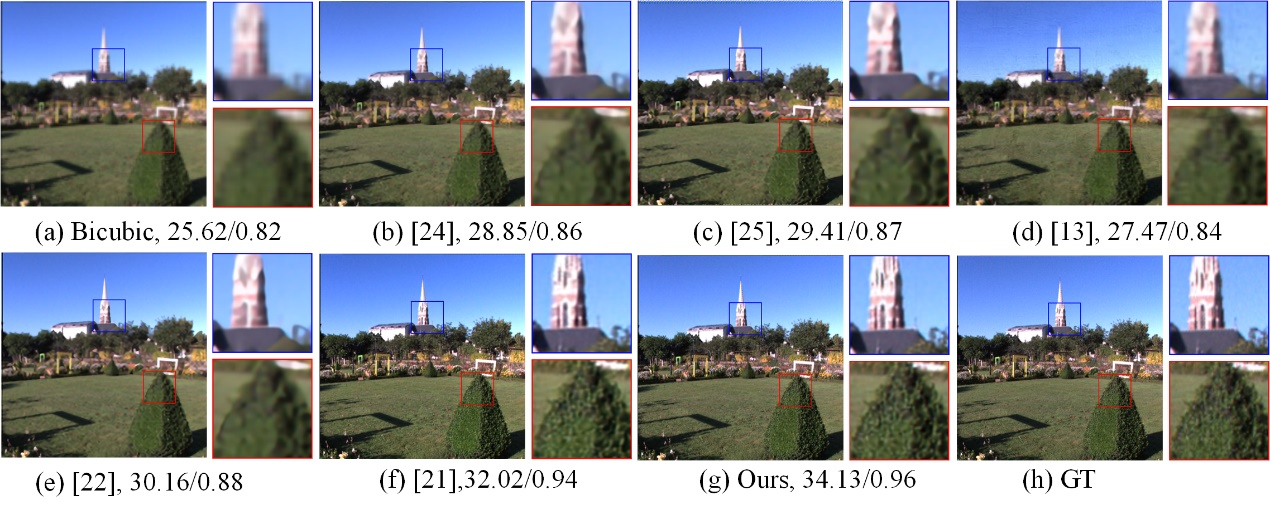 (a) Bicubic, 25.62/0.82
(b) [24], 28.85/0.86
(c) [25], 29.41/0.87
(d) [13], 27.47/0.84
(e) [22], 30.16/0.88
(f) [21],32.02/0.94
(g) Ours, 34.13/0.96
(h) GT